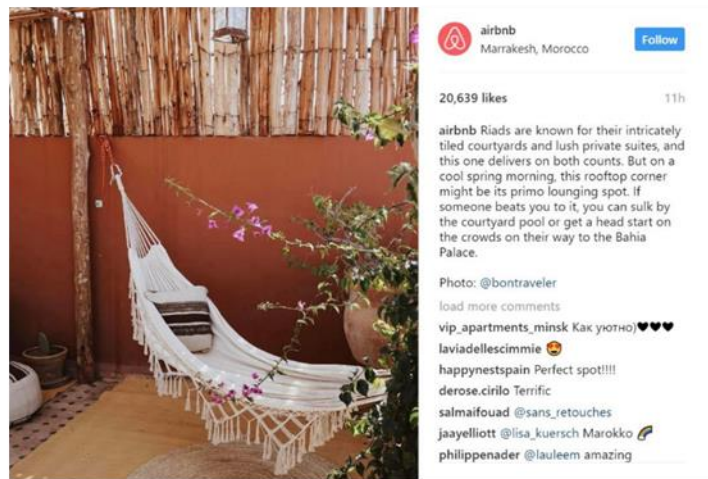 airbnb
Marrakesh, Morocco
Follow
20,639 likes
11h
airbnb Riads are known for their intricately
tiled courtyards and lush private suites, and
this one delivers on both counts. But on a
cool spring morning, this rooftop corner
might be its primo lounging spot. If
someone beats you to it, you can sulk by
the courtyard pool or get a head start on
the crowds on their way to the Bahia
Palace.
Photo: @bontraveler
load more comments
vip_apartments_minsk Как уютно)🖤🖤🖤
laviadellescimmie 😍
happynestspain Perfect spot!!!!
derose.cirilo Terrific
salmaifouad @sans_retouches
jaayelliott @lisa_kuersch Marokko 🌈
philippenader @lauleem amazing